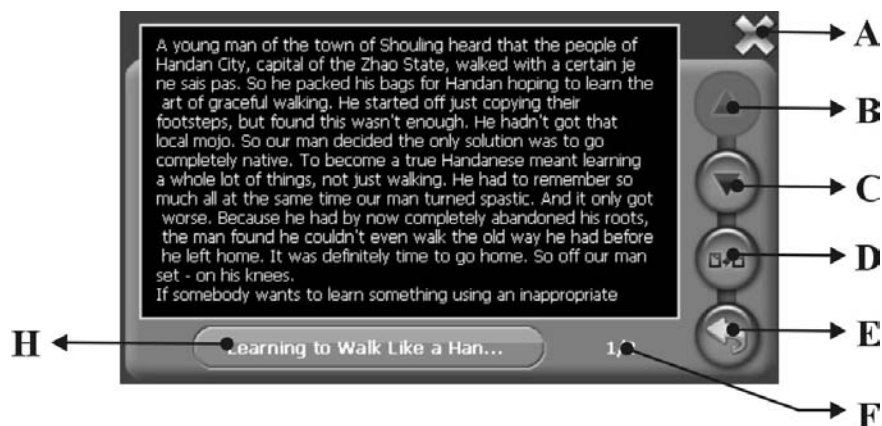 A young man of the town of Shouling heard that the people of
Handan City, capital of the Zhao State, walked with a certain je
ne sais pas. So he packed his bags for Handan hoping to learn the
art of graceful walking. He started off just copying their
footsteps, but found this wasn't enough. He hadn't got that
local mojo. So our man decided the only solution was to go
completely native. To become a true Handanese meant learning
a whole lot of things, not just walking. He had to remember so
much all at the same time our man turned spastic. And it only got
worse. Because he had by now completely abandoned his roots,
the man found he couldn't even walk the old way he had before
he left home. It was definitely time to go home. So off our man
set - on his knees.
If somebody wants to learn something using an inappropriate
A
B
C
D
E
H
Learning to Walk Like a Han...
1/
F